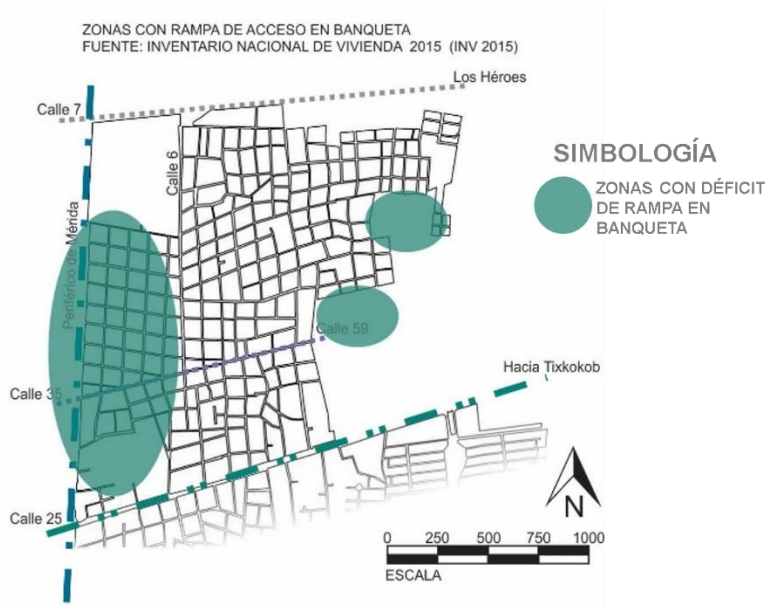 ZONAS CON RAMPA DE ACCESO EN BANQUETA
FUENTE: INVENTARIO NACIONAL DE VIVIENDA 2015 (INV 2015)
Los Héroes
Calle 7
Calle 6
SIMBOLOGÍA
ZONAS CON DÉFICIT
DE RAMPA EN
BANQUETA
Periférico de Mérida
Calle 59
Hacia Tixkokob
Calle 35
Calle 25
N
0 250 500 750 1000
ESCALA